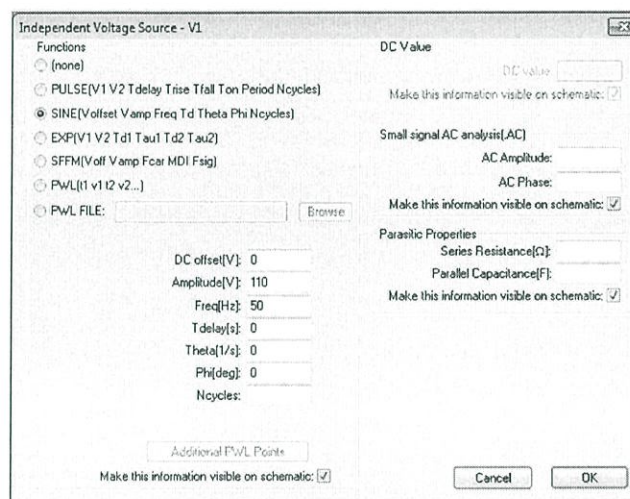 Independent Voltage Source - V1
Functions
(none)
PULSE(V1 V2 Tdelay Trise Tfall Ton Period Ncycles)
SINE(Voffset Vamp Freq Td Theta Phi Ncycles)
EXP(V1 V2 Td1 Tau1 Td2 Tau2)
SFFM(Voff Vamp Fcar MDI Fsig)
PWL(t1 v1 t2 v2...)
PWL FILE:
Browse
DC offset[V]: 0
Amplitude[V]: 110
Freq[Hz]: 50
Tdelay[s]: 0
Theta[1/s]: 0
Phi[deg]: 0
Ncycles:
Additional PWL Points
Make this information visible on schematic:
DC Value
DC value
Make this information visible on schematic:
Small signal AC analysis(.AC)
AC Amplitude:
AC Phase:
Make this information visible on schematic:
Parasitic Properties
Series Resistance[Ω]:
Parallel Capacitance[F]:
Make this information visible on schematic:
Cancel
OK